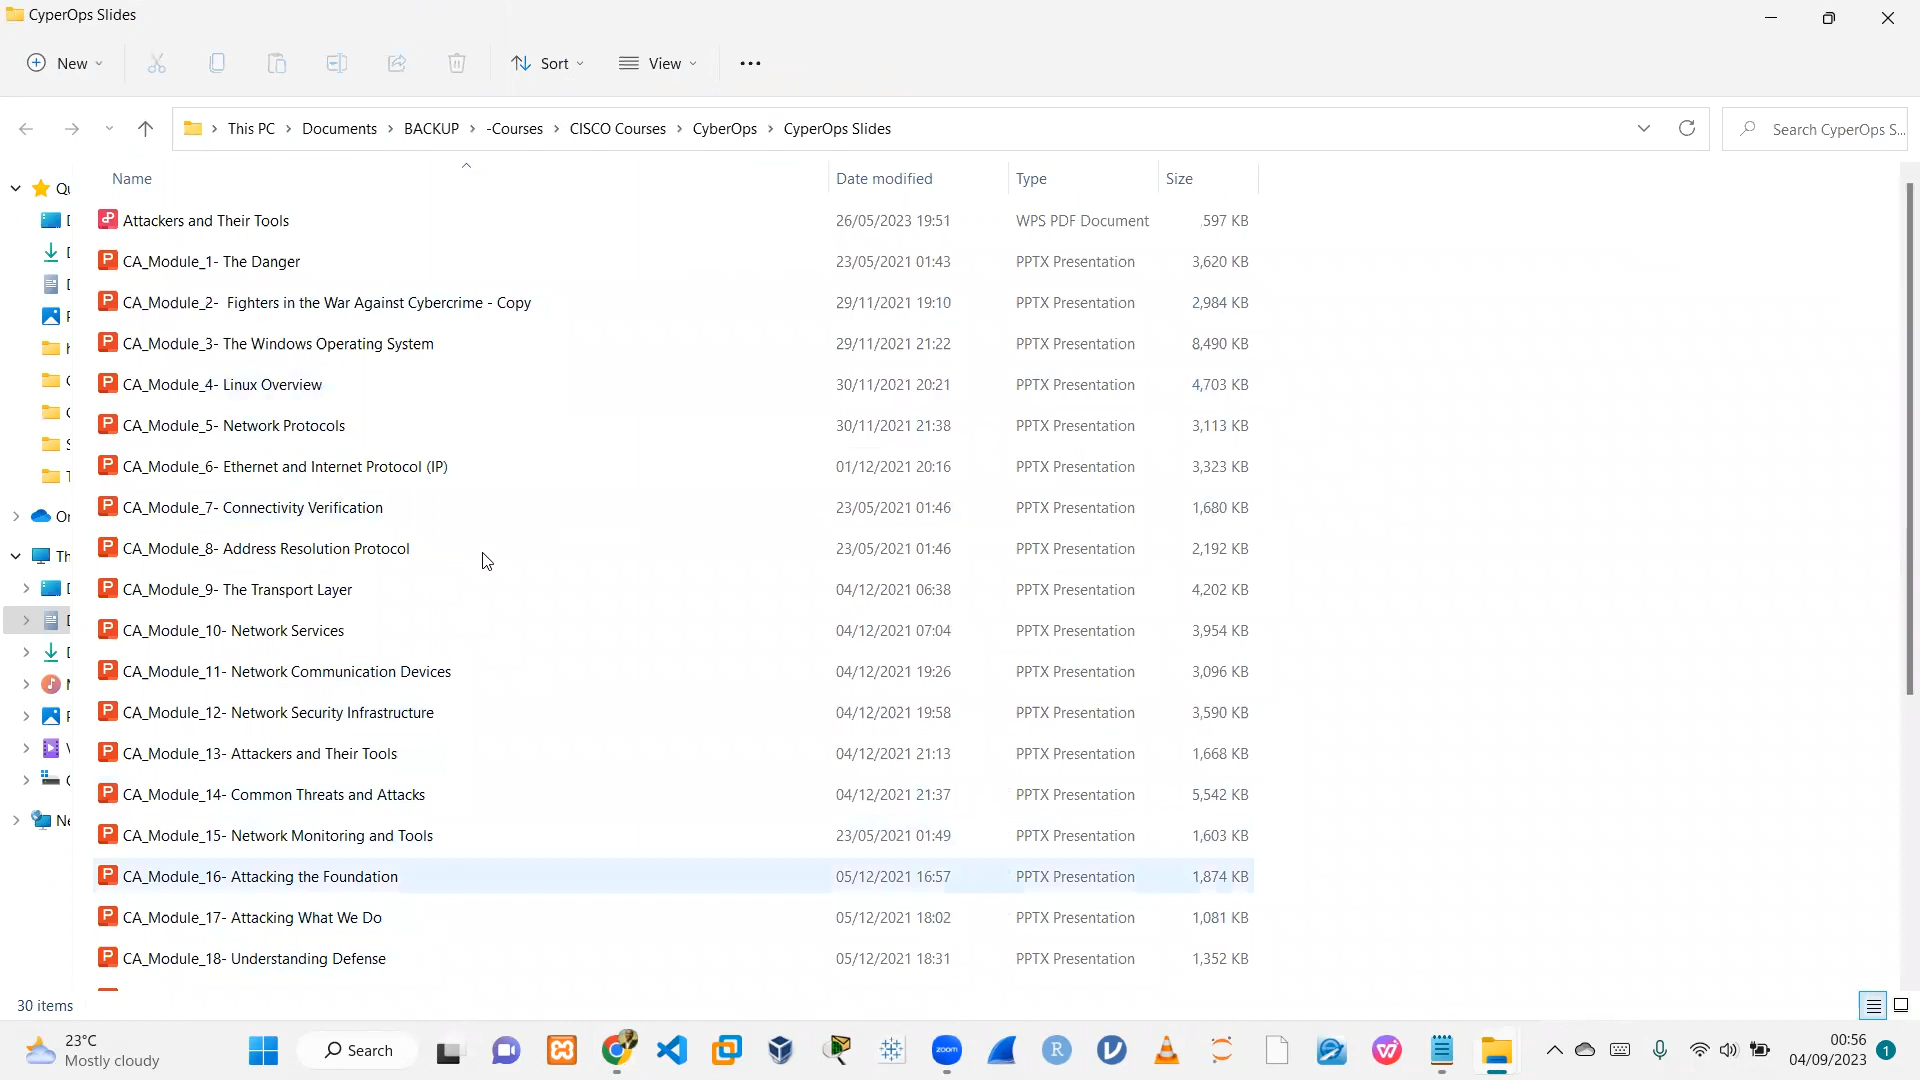 CyperOps Slides
New
Sort
View
This PC > Documents > BACKUP > -Courses > CISCO Courses > CyberOps > CyperOps Slides
Search CyperOps S...
Name Date modified Type Size
Attackers and Their Tools 26/05/2023 19:51 WPS PDF Document 597 KB
CA_Module_1- The Danger 23/05/2021 01:43 PPTX Presentation 3,620 KB
CA_Module_2- Fighters in the War Against Cybercrime - Copy 29/11/2021 19:10 PPTX Presentation 2,984 KB
CA_Module_3- The Windows Operating System 29/11/2021 21:22 PPTX Presentation 8,490 KB
CA_Module_4- Linux Overview 30/11/2021 20:21 PPTX Presentation 4,703 KB
CA_Module_5- Network Protocols 30/11/2021 21:38 PPTX Presentation 3,113 KB
CA_Module_6- Ethernet and Internet Protocol (IP) 01/12/2021 20:16 PPTX Presentation 3,323 KB
CA_Module_7- Connectivity Verification 23/05/2021 01:46 PPTX Presentation 1,680 KB
CA_Module_8- Address Resolution Protocol 23/05/2021 01:46 PPTX Presentation 2,192 KB
CA_Module_9- The Transport Layer 04/12/2021 06:38 PPTX Presentation 4,202 KB
CA_Module_10- Network Services 04/12/2021 07:04 PPTX Presentation 3,954 KB
CA_Module_11- Network Communication Devices 04/12/2021 19:26 PPTX Presentation 3,096 KB
CA_Module_12- Network Security Infrastructure 04/12/2021 19:58 PPTX Presentation 3,590 KB
CA_Module_13- Attackers and Their Tools 04/12/2021 21:13 PPTX Presentation 1,668 KB
CA_Module_14- Common Threats and Attacks 04/12/2021 21:37 PPTX Presentation 5,542 KB
CA_Module_15- Network Monitoring and Tools 23/05/2021 01:49 PPTX Presentation 1,603 KB
CA_Module_16- Attacking the Foundation 05/12/2021 16:57 PPTX Presentation 1,874 KB
CA_Module_17- Attacking What We Do 05/12/2021 18:02 PPTX Presentation 1,081 KB
CA_Module_18- Understanding Defense 05/12/2021 18:31 PPTX Presentation 1,352 KB
30 items
23°C
Mostly cloudy
Search
zoom
00:56
04/09/2023
1